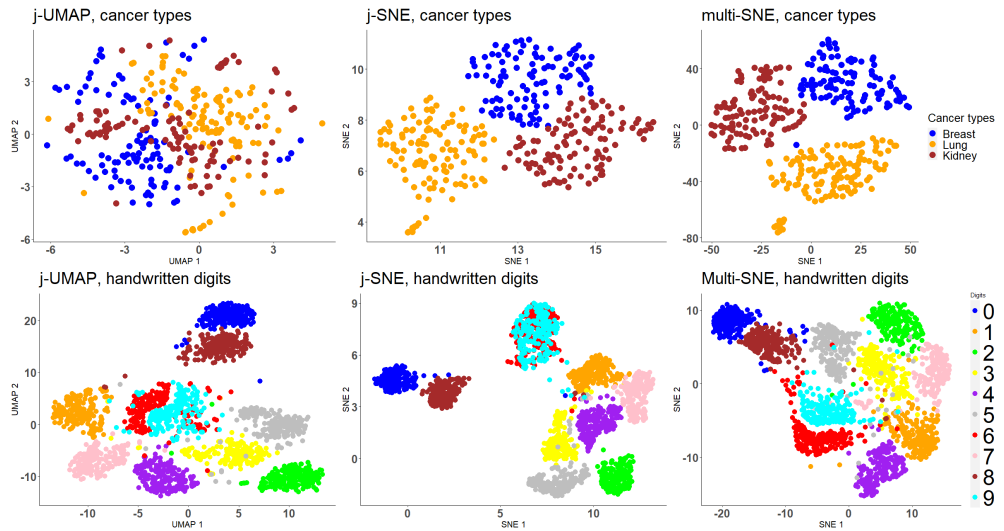 j-UMAP, cancer types
j-SNE, cancer types
multi-SNE, cancer types
3
0
-3
-6
UMAP 2
-6 -3 0 3
UMAP 1
10
8
6
4
SNE 2
11 13 15
SNE 1
40
0
-40
-80
SNE 2
-50 -25 0 25 50
SNE 1
Cancer types
Breast
Lung
Kidney
j-UMAP, handwritten digits
j-SNE, handwritten digits
Multi-SNE, handwritten digits
20
10
0
-10
UMAP 2
-10 -5 0 5 10
UMAP 1
9
6
3
0
SNE 2
0 5 10
SNE 1
10
0
-10
SNE 2
-20 -10 0 10
SNE 1
Digits
0
1
2
3
4
5
6
7
8
9